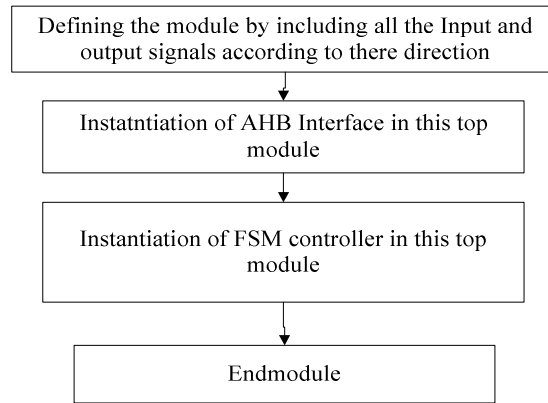 Defining the module by including all the Input and
output signals according to there direction
Instatntiation of AHB Interface in this top
module
Instantiation of FSM controller in this top
module
Endmodule